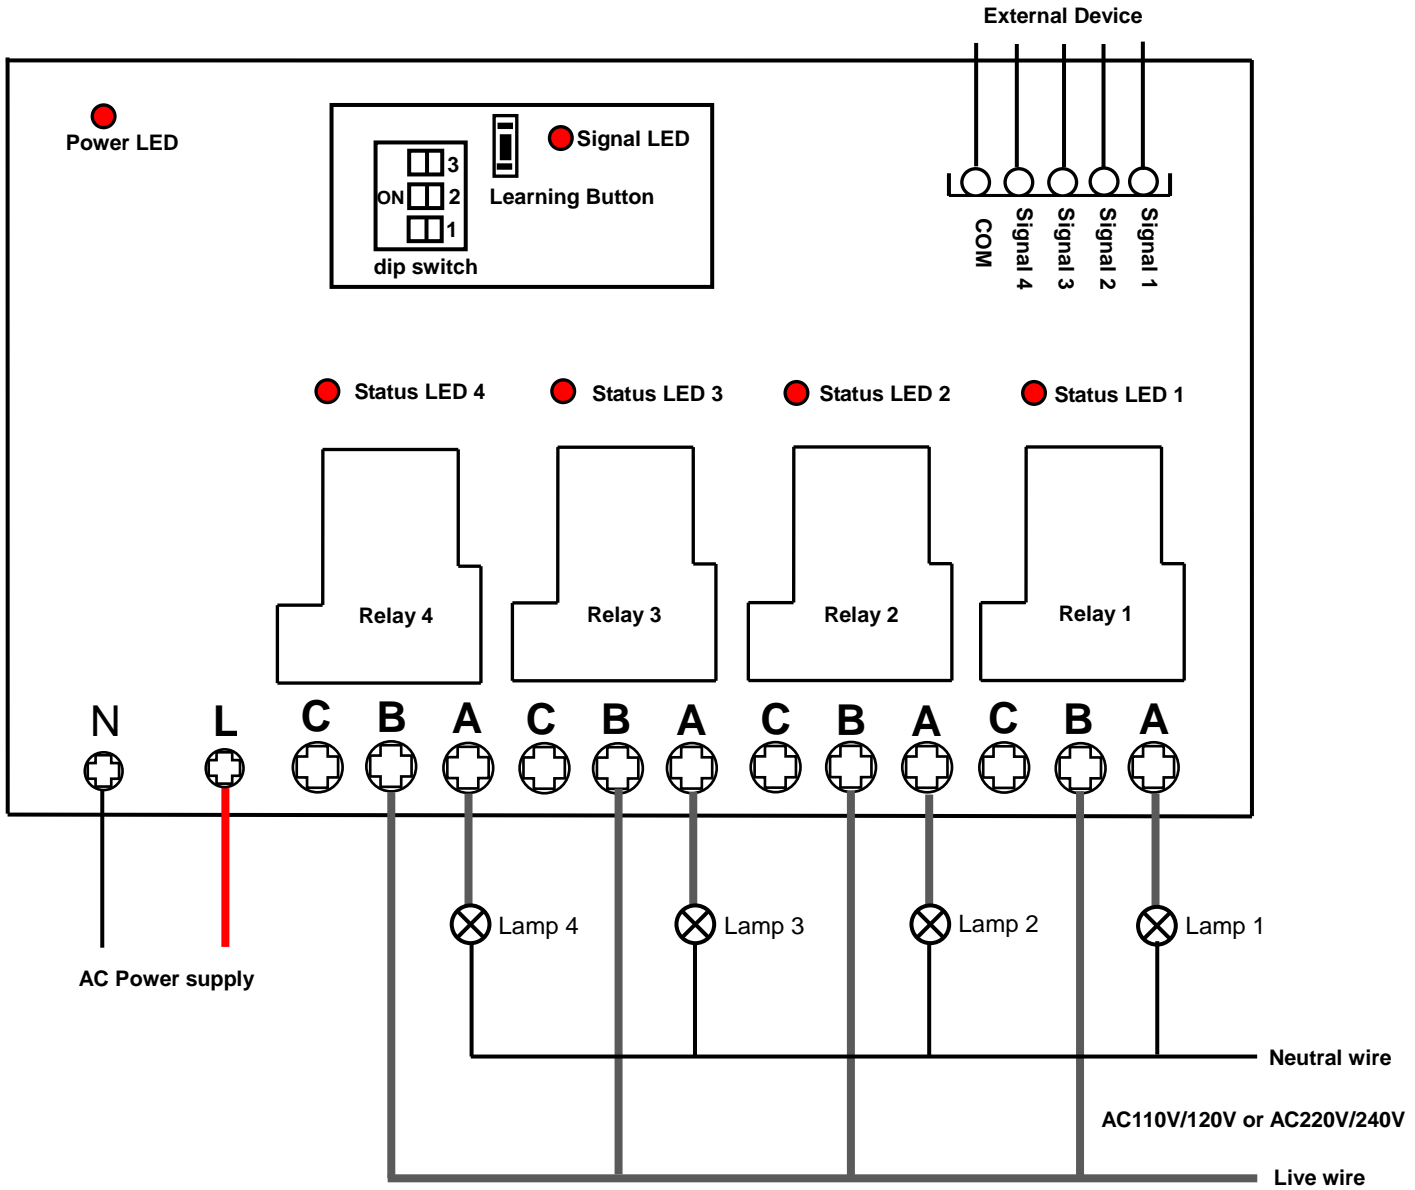 External Device
Power LED
Signal LED
3
ON 2
1
Learning Button
dip switch
COM
Signal 4
Signal 3
Signal 2
Signal 1
Status LED 4
Status LED 3
Status LED 2
Status LED 1
Relay 4
Relay 3
Relay 2
Relay 1
N L C B A C B A C B A C B A
Lamp 4
Lamp 3
Lamp 2
Lamp 1
AC Power supply
Neutral wire
AC110V/120V or AC220V/240V
Live wire